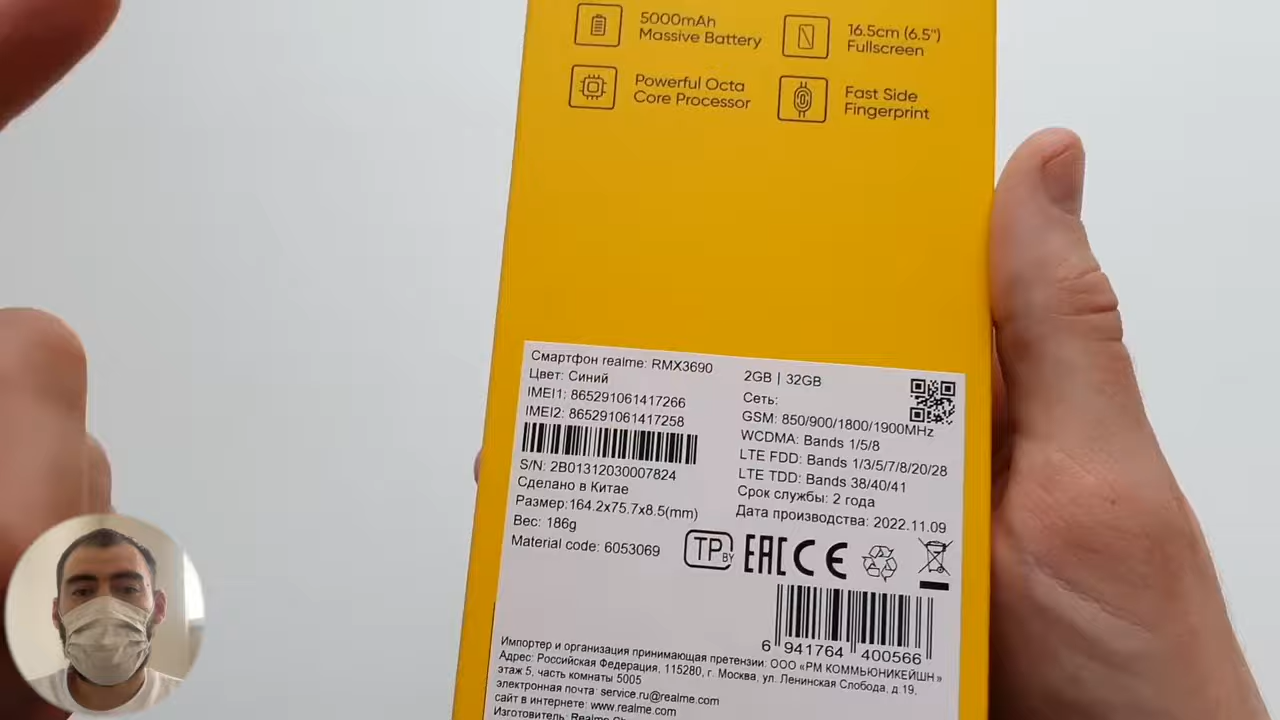 5000mAh
Massive Battery
16.5cm (6.5")
Fullscreen
Powerful Octa
Core Processor
Fast Side
Fingerprint
Смартфон realme: RMX3690
Цвет: Синий
IMEI1: 865291061417266
IMEI2: 865291061417258
S/N: 2B01312030007824
Сделано в Китае
Размер:164.2x75.7x8.5(mm)
Вес: 186g
Material code: 6053069
2GB | 32GB
Сеть:
GSM: 850/900/1800/1900MHz
WCDMA: Bands 1/5/8
LTE FDD: Bands 1/3/5/7/8/20/28
LTE TDD: Bands 38/40/41
Срок службы: 2 года
Дата производства: 2022.11.09
TP BY EAC CE
6 941764 400566
Импортер и организация принимающая претензии: ООО «РМ КОММЬЮНИКЕЙШН»
Адрес: Российская Федерация, 115280, г. Москва, ул. Ленинская Слобода, д.19,
этаж 5, часть комнаты 5005
электронная почта: service.ru@realme.com
сайт в интернете: www.realme.com
Изготовитель: Realme